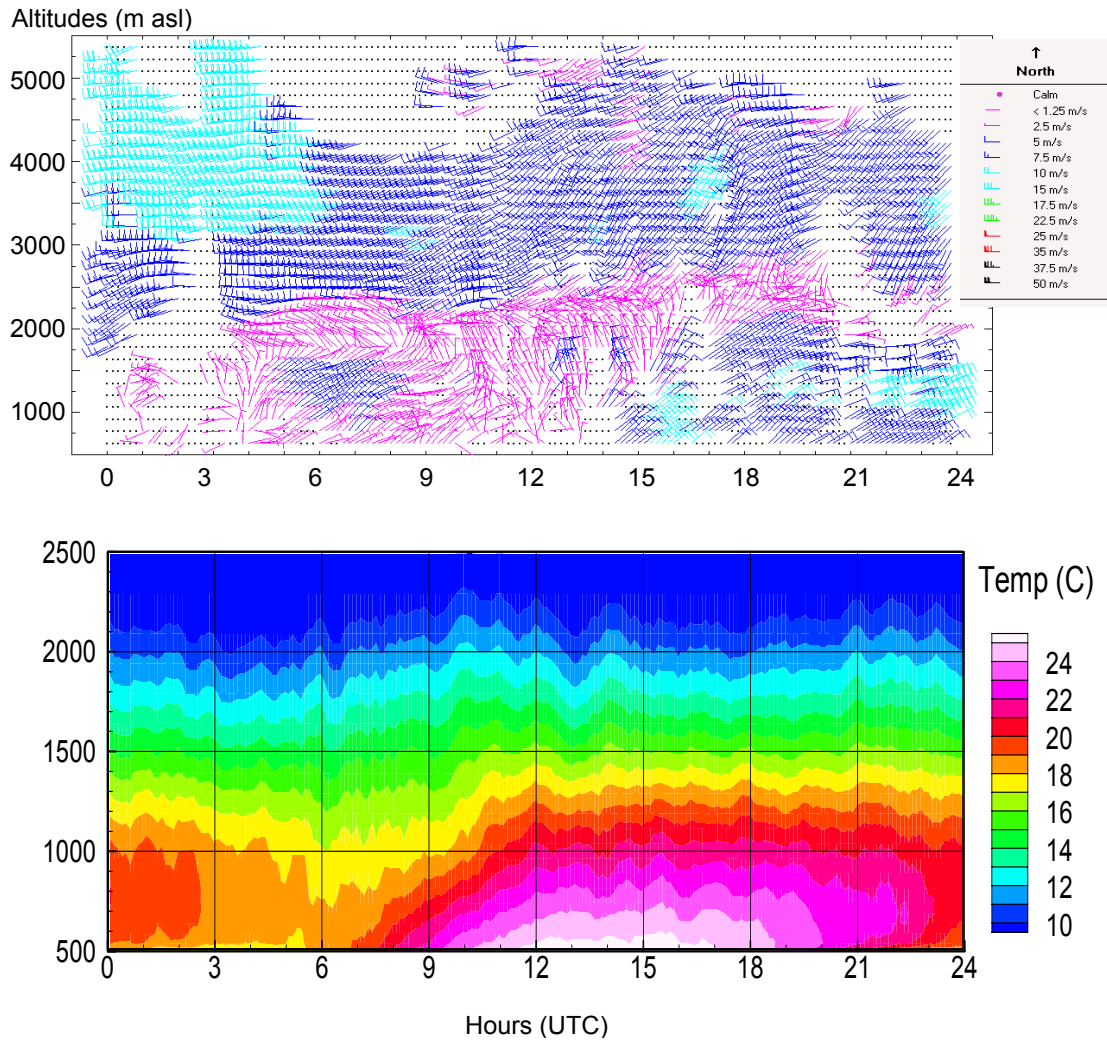 Altitudes (m asl)
5000
4000
3000
2000
1000
0 3 6 9 12 15 18 21 24
↑
North
Calm
< 1.25 m/s
2.5 m/s
5 m/s
7.5 m/s
10 m/s
15 m/s
17.5 m/s
22.5 m/s
25 m/s
35 m/s
37.5 m/s
50 m/s
2500
2000
1500
1000
500
0 3 6 9 12 15 18 21 24
Hours (UTC)
Temp (C)
24
22
20
18
16
14
12
10